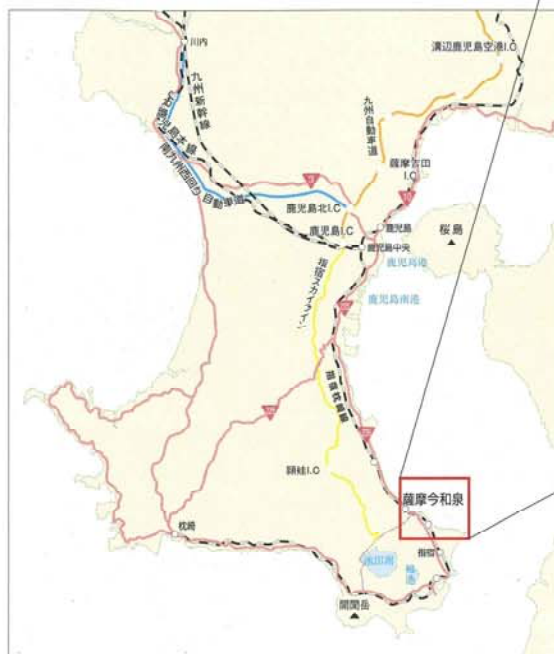 川内
溝辺鹿児島空港I.C
九州新幹線
JR鹿児島本線
九州自動車道
南九州西回り自動車道
薩摩吉田
I.C
3
10
鹿児島北I.C
鹿児島I.C
鹿児島
鹿児島中央
桜島
鹿児島港
指宿スカイライン
鹿児島南港
指宿枕崎線
頴娃I.C
薩摩今和泉
枕崎
指宿
池田湖
開聞岳